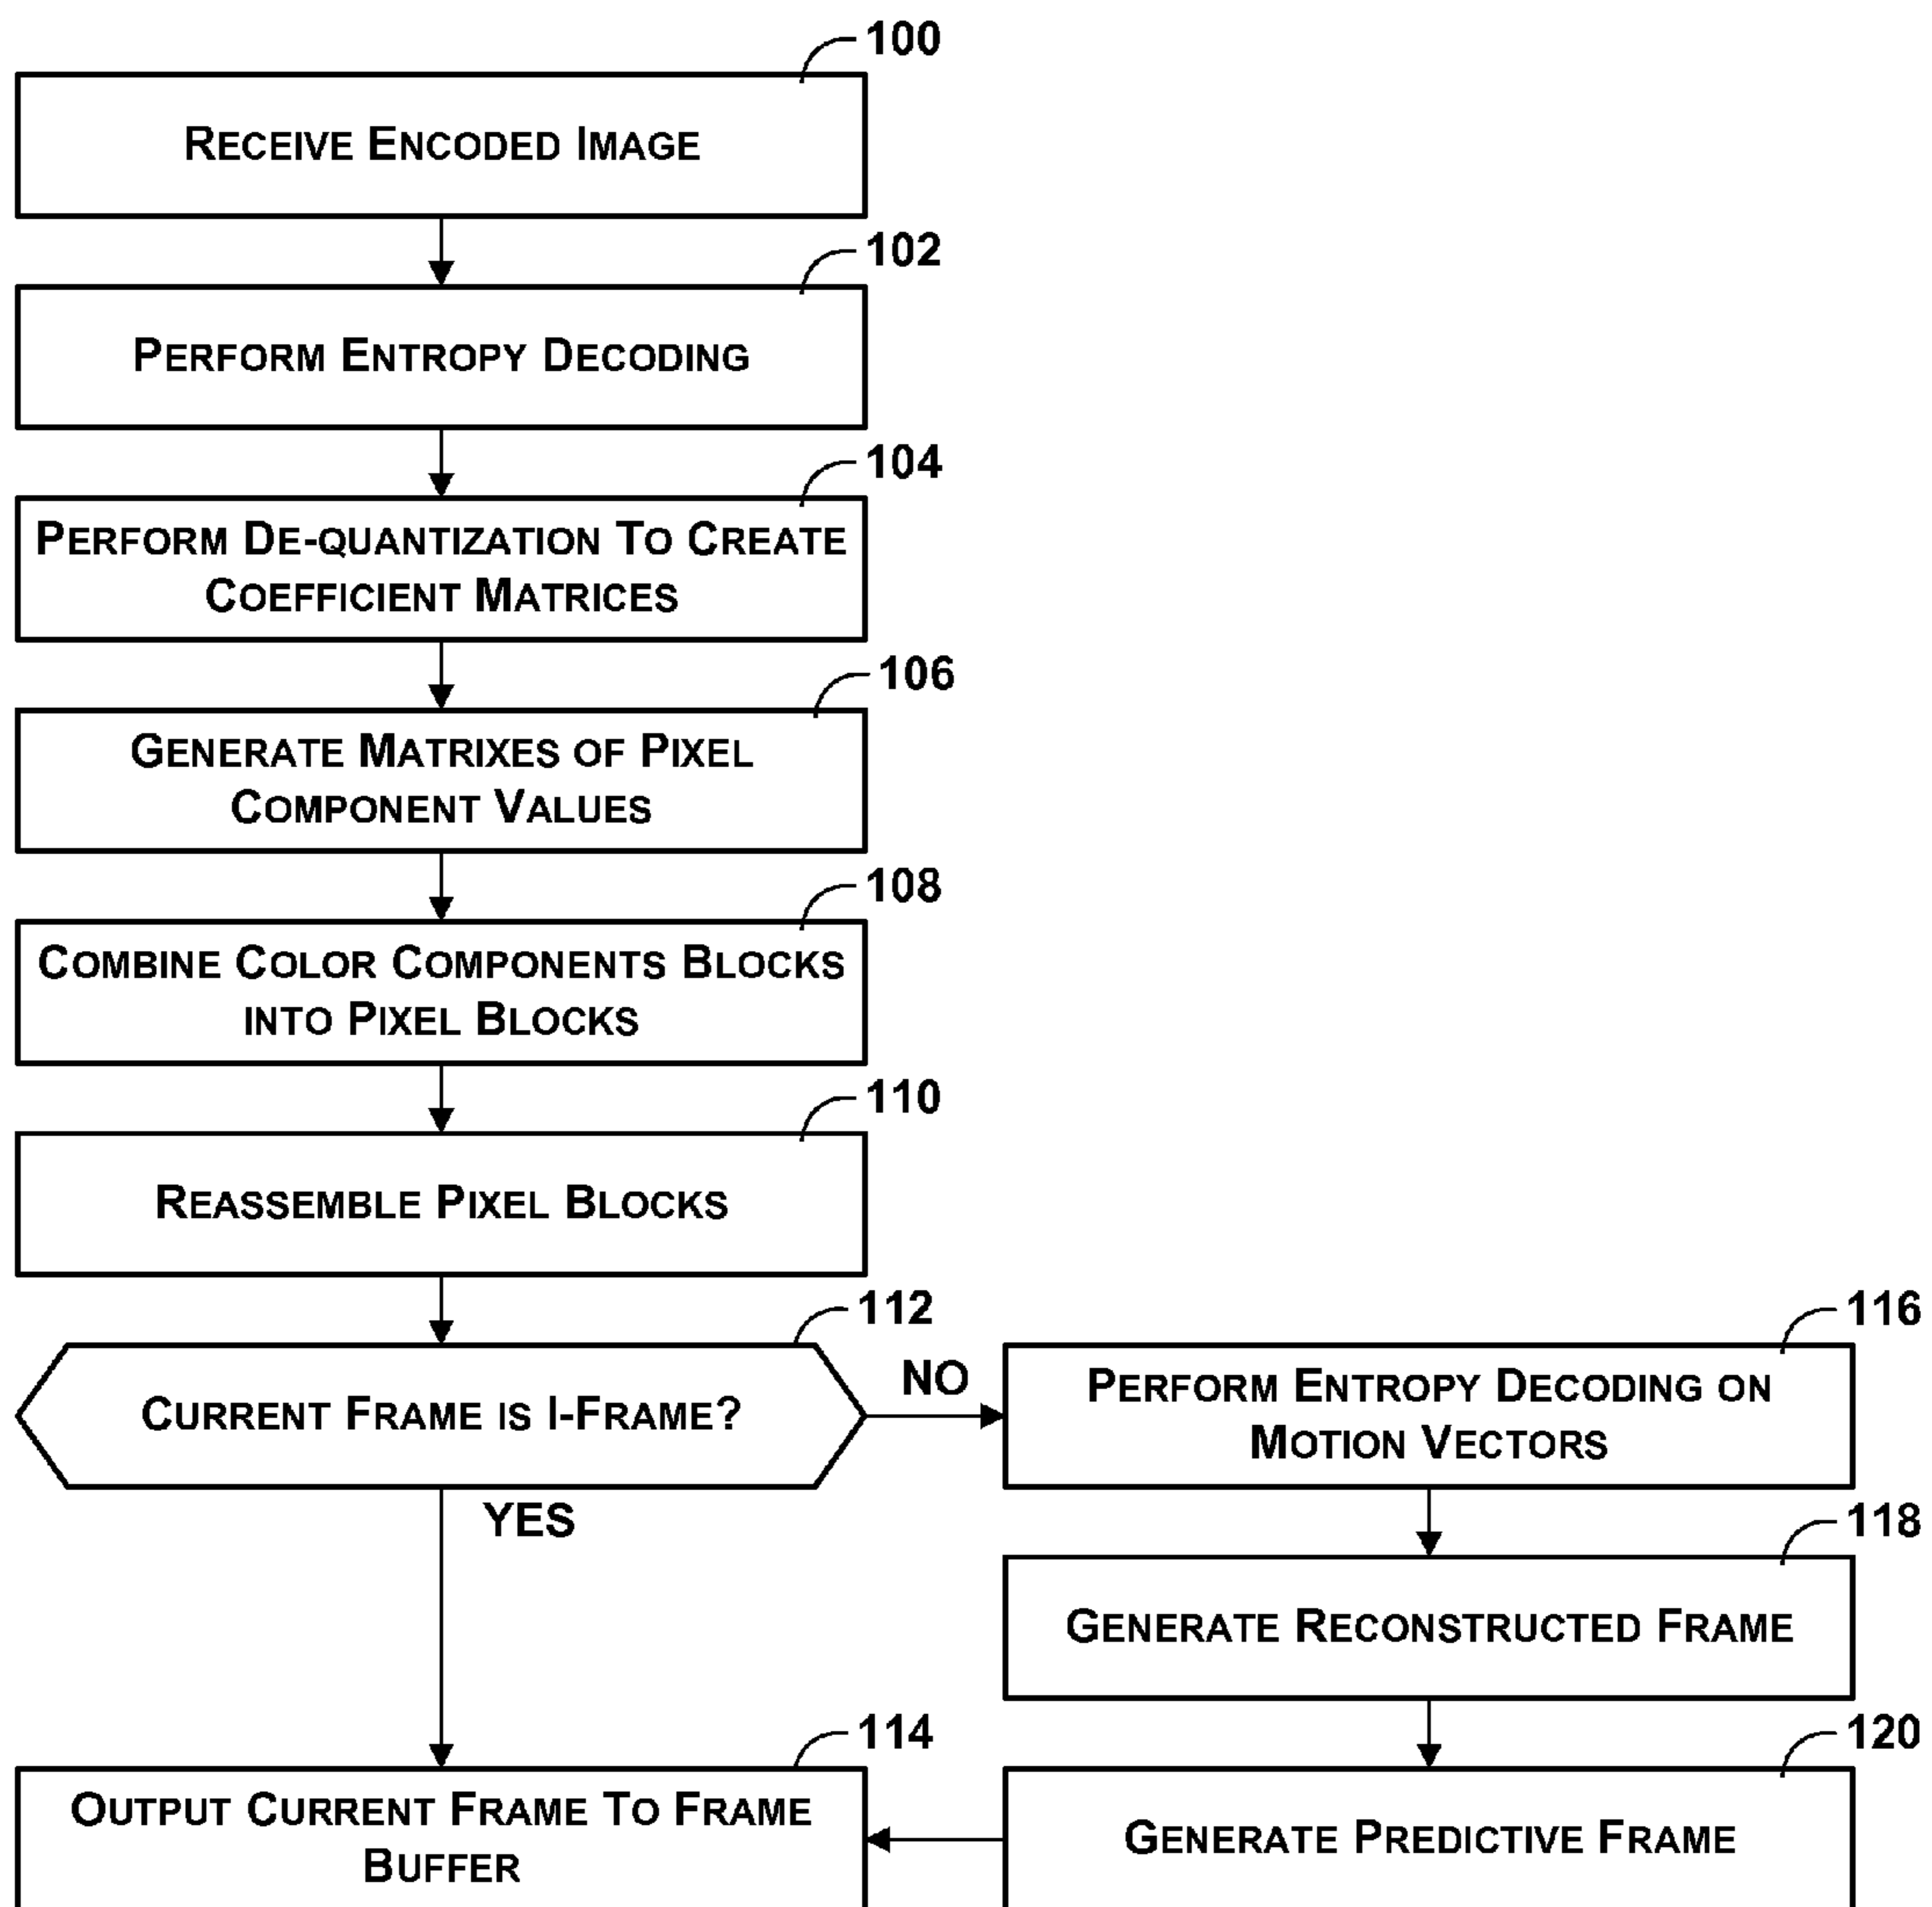 100
RECEIVE ENCODED IMAGE
102
PERFORM ENTROPY DECODING
104
PERFORM DE-QUANTIZATION TO CREATE
COEFFICIENT MATRICES
106
GENERATE MATRIXES OF PIXEL
COMPONENT VALUES
108
COMBINE COLOR COMPONENTS BLOCKS
INTO PIXEL BLOCKS
110
REASSEMBLE PIXEL BLOCKS
112
CURRENT FRAME IS I-FRAME?
NO
YES
116
PERFORM ENTROPY DECODING ON
MOTION VECTORS
118
GENERATE RECONSTRUCTED FRAME
114
OUTPUT CURRENT FRAME TO FRAME
BUFFER
120
GENERATE PREDICTIVE FRAME